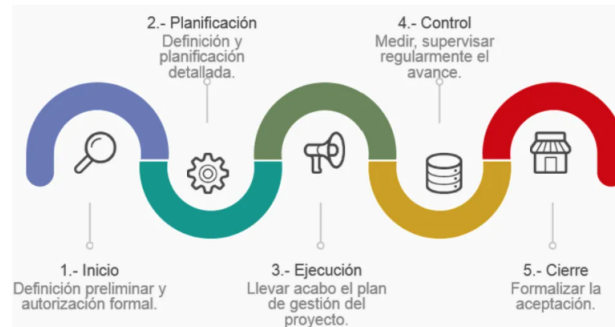 1.- Inicio
Definición preliminar y
autorización formal.
2.- Planificación
Definición y
planificación
detallada.
3.- Ejecución
Llevar acabo el plan
de gestión del
proyecto.
4.- Control
Medir, supervisar
regularmente el
avance.
5.- Cierre
Formalizar la
aceptación.